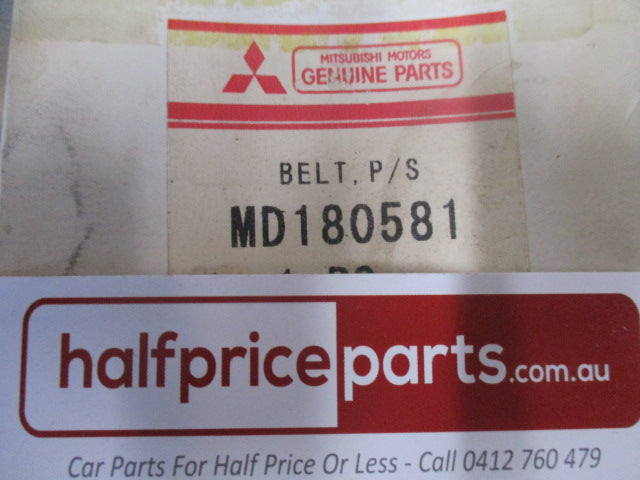 MITSUBISHI MOTORS
GENUINE PARTS
BELT, P/S
MD180581
halfpriceparts.com.au
Car Parts For Half Price Or Less - Call 0412 760 479